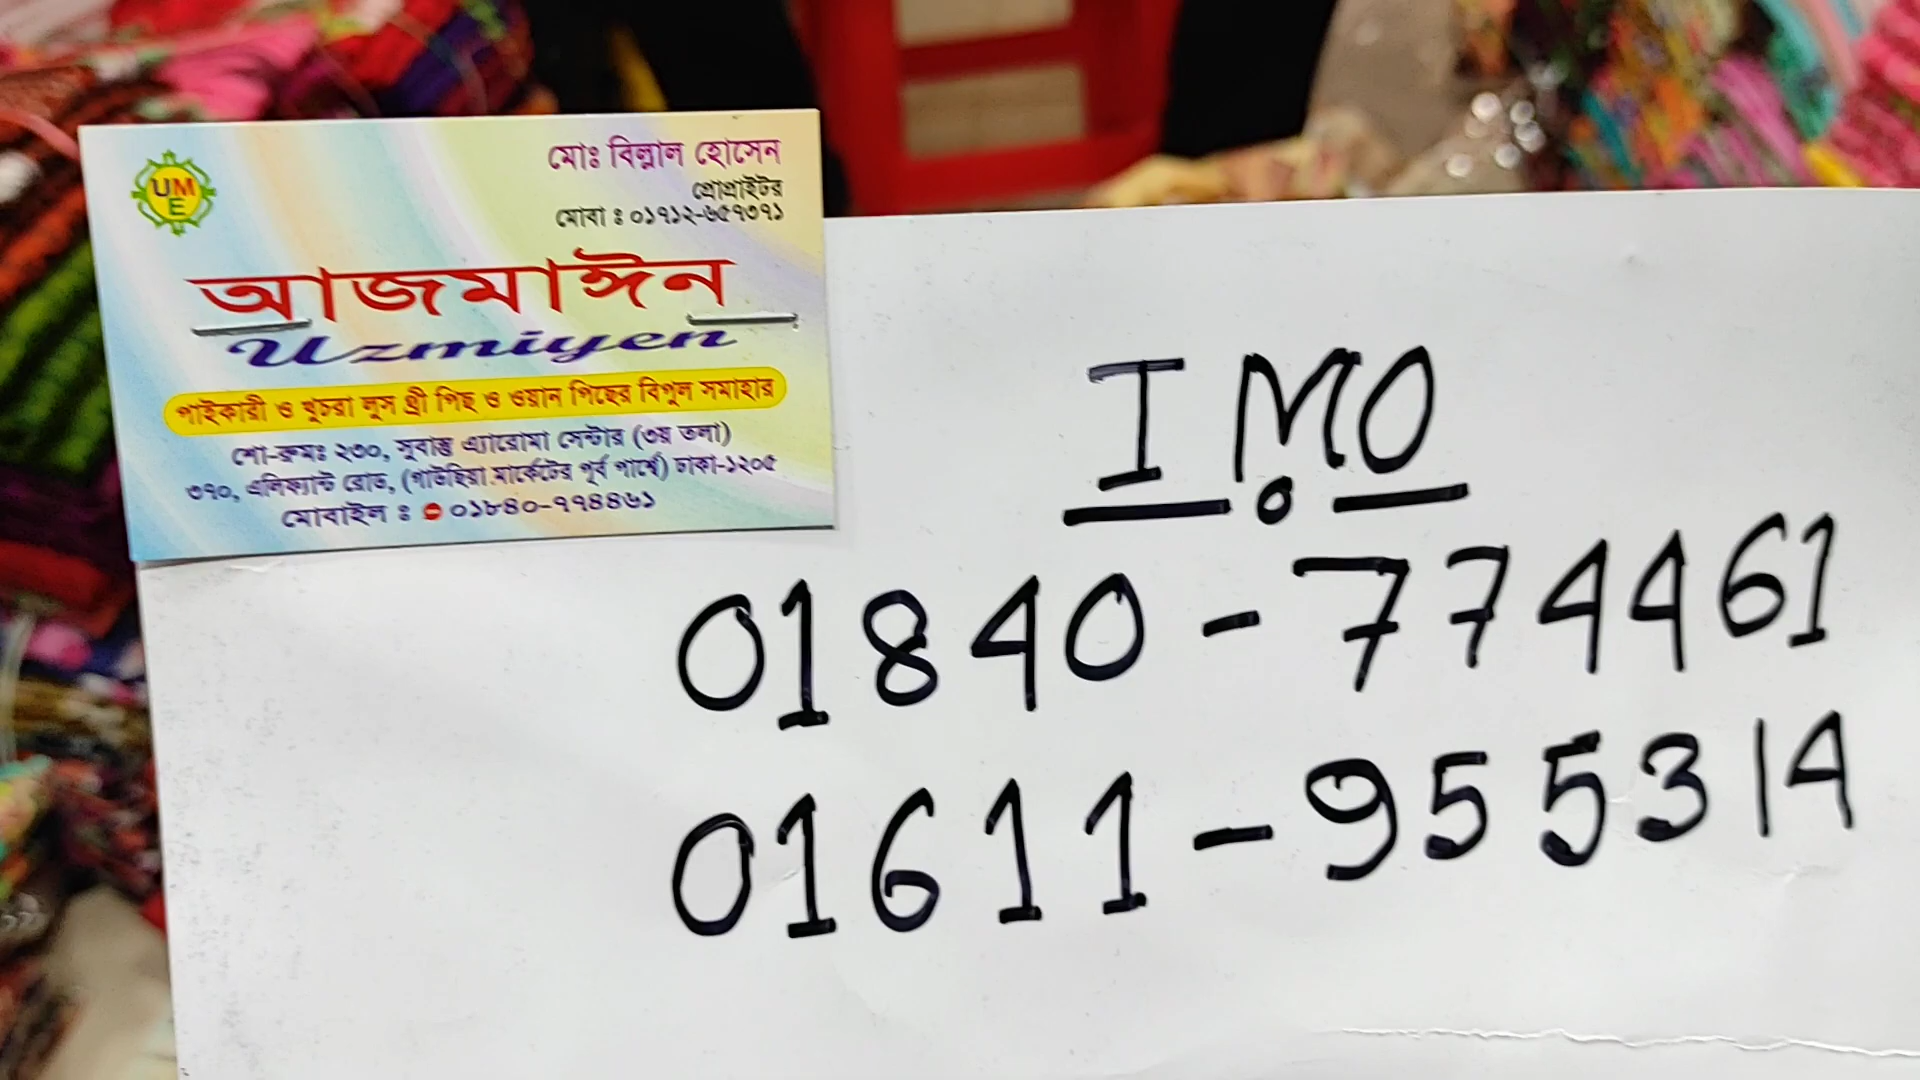 UME
মোঃ বিল্লাল হোসেন
প্রোপ্রাইটর
মোবা ঃ ০১৭১২-৬৫৭৩৭১
আজমাঈন
Uzmiyen
পাইকারী ও খুচরা লুস থ্রী পিছ ও ওয়ান পিছের বিপুল সমাহার
শো-রুমঃ ২৩০, সুবাস্তু এ্যারোমা সেন্টার (৩য় তলা)
৩৭০, এলিফ্যান্ট রোড, (গাউছিয়া মার্কেটের পূর্ব পার্শ্বে) ঢাকা-১২০৫
মোবাইল ঃ ০১৮৪০-৭৭৪৪৬১
IMO
01840-774461
01611-955314